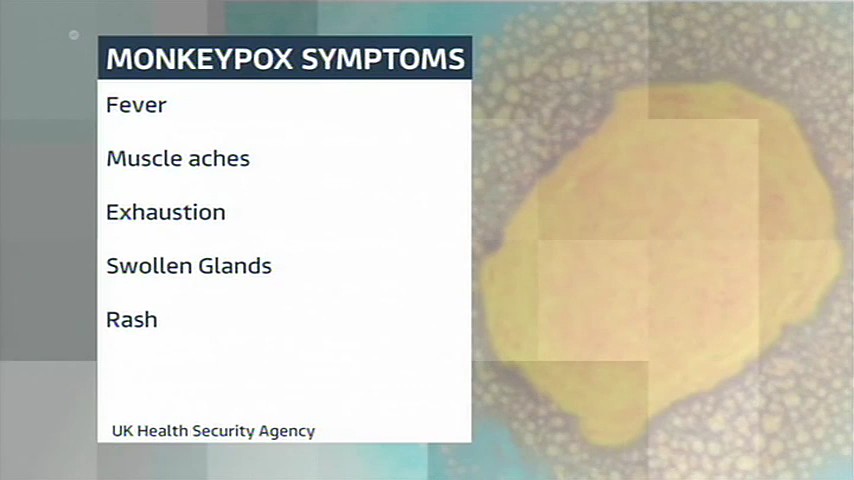 MONKEYPOX SYMPTOMS
Fever
Muscle aches
Exhaustion
Swollen Glands
Rash
UK Health Security Agency